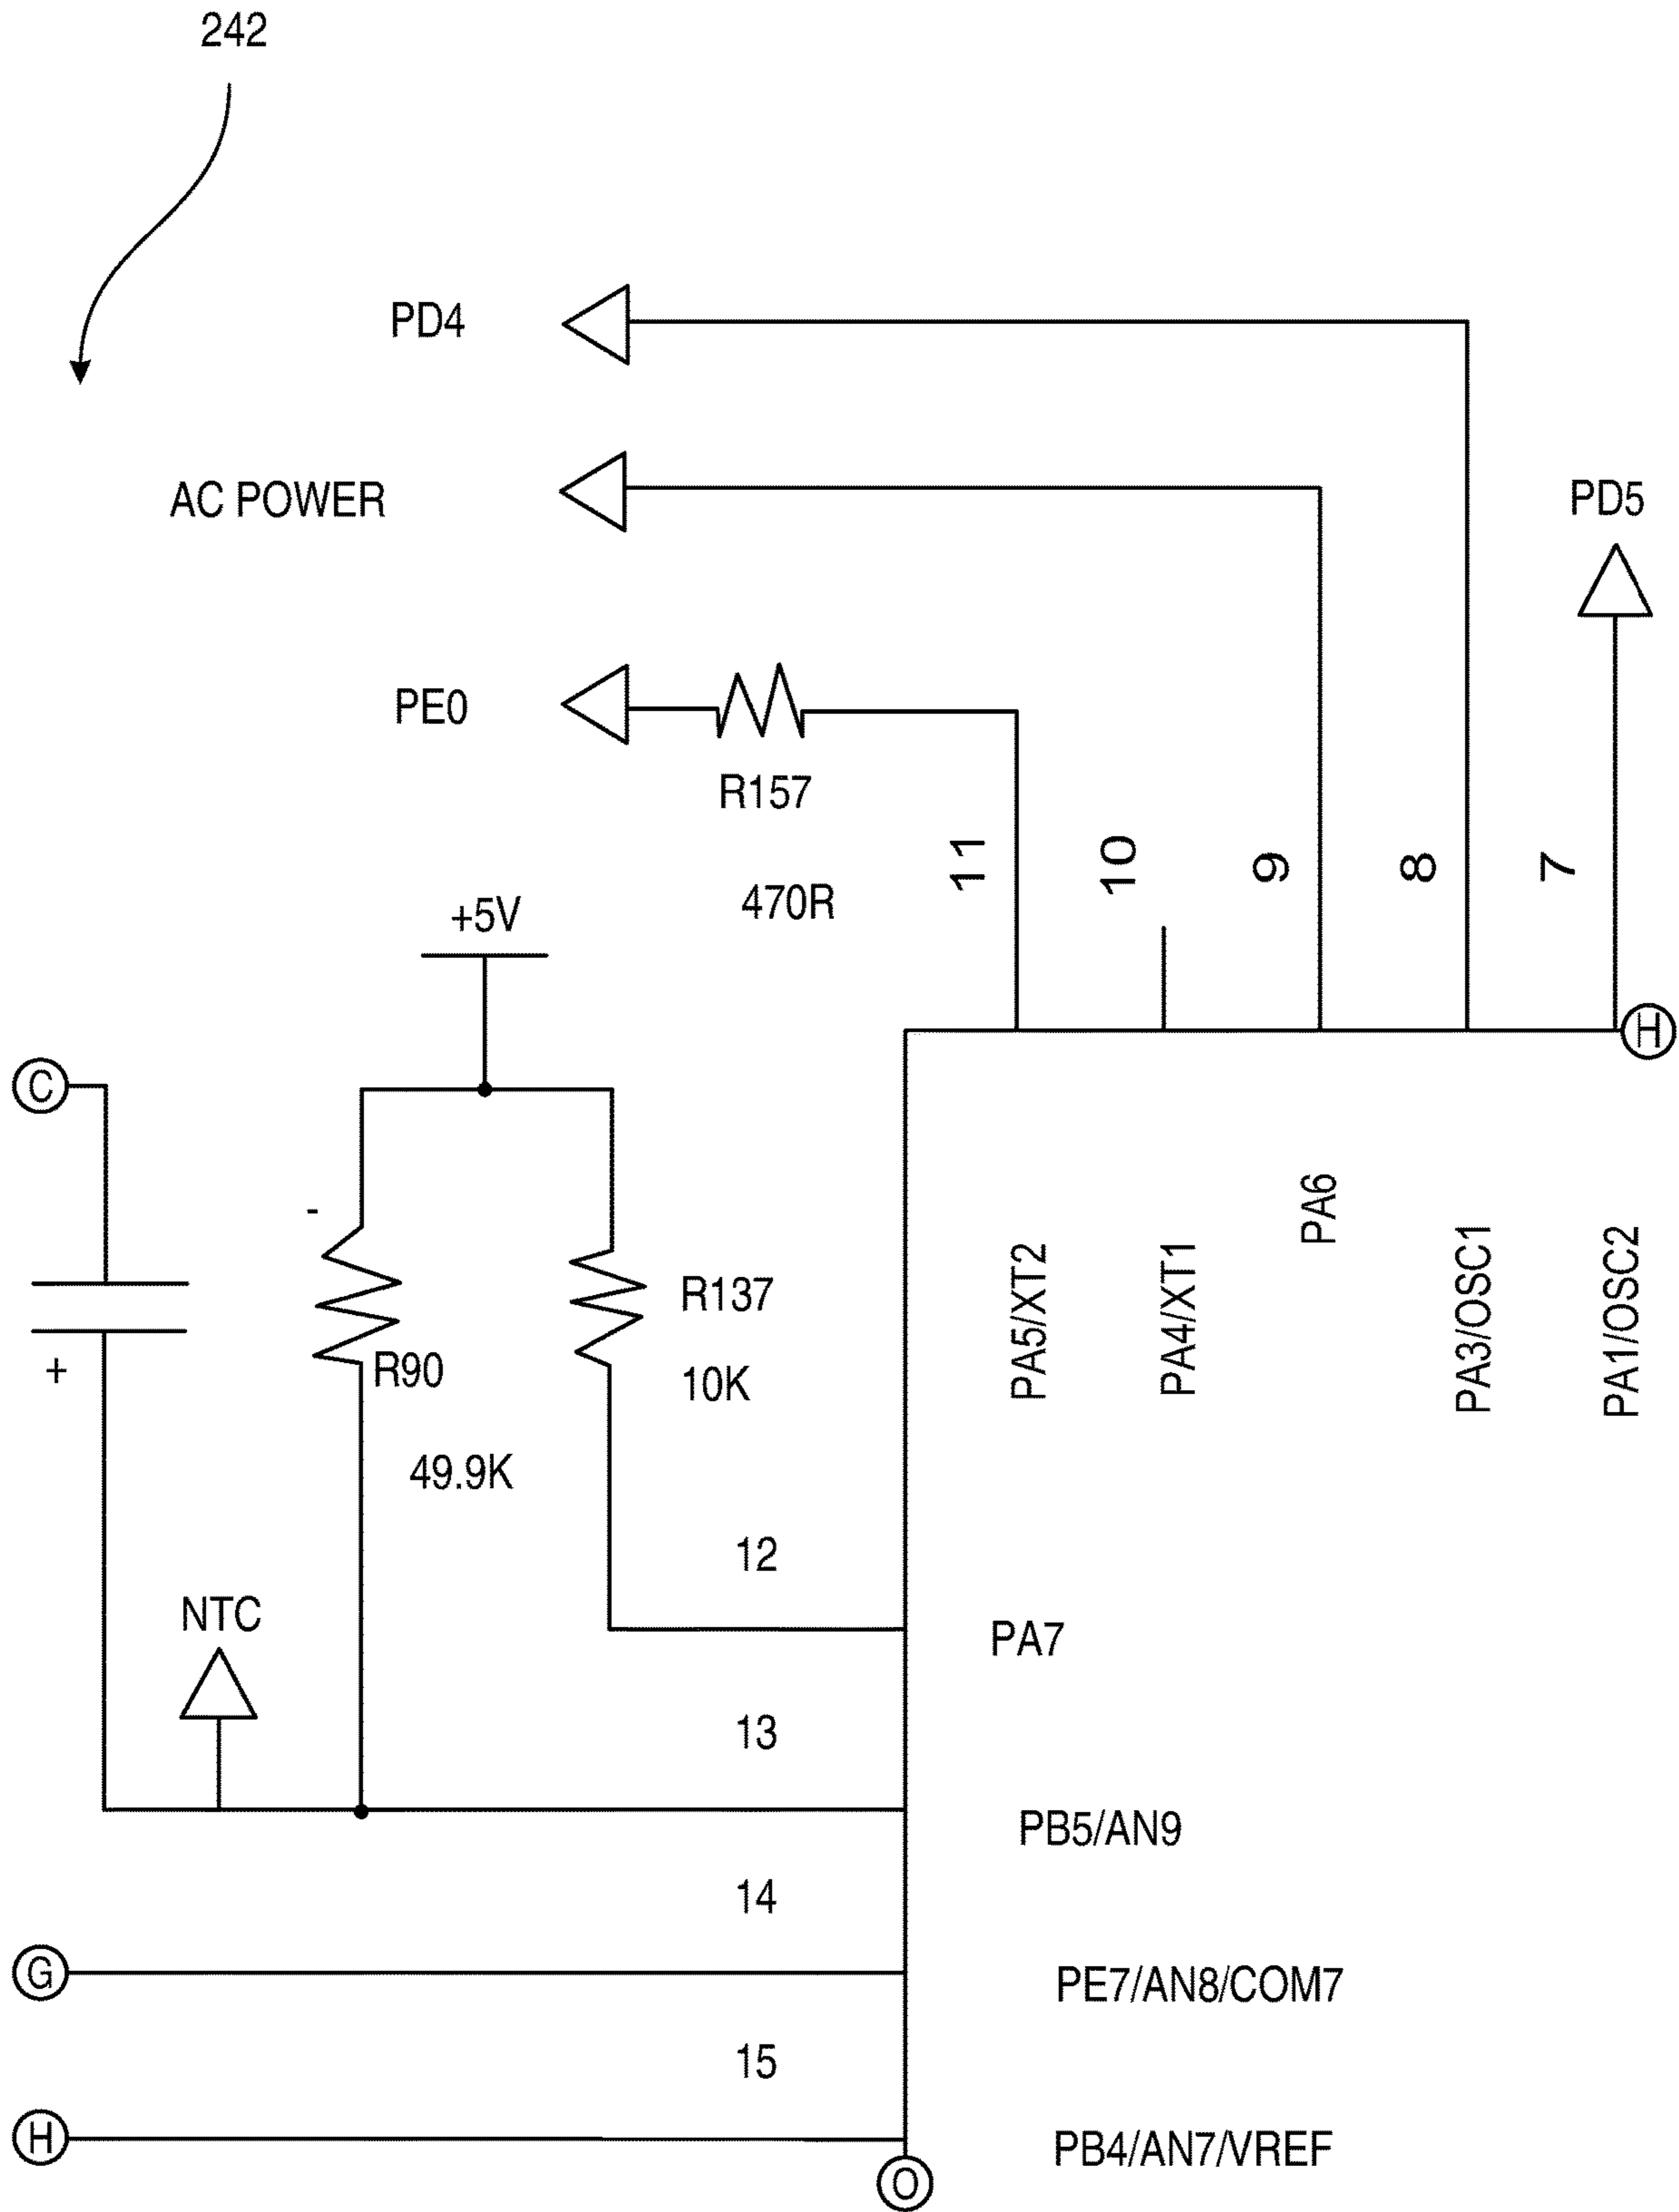 242
PD4
AC POWER
PD5
PE0
R157
470R
11
10
9
8
7
+5V
H
C
-
R137
10K
+
R90
49.9K
PA5/XT2
PA4/XT1
PA6
PA3/OSC1
PA1/OSC2
12
NTC
PA7
13
PB5/AN9
14
G
PE7/AN8/COM7
15
H
PB4/AN7/VREF
O